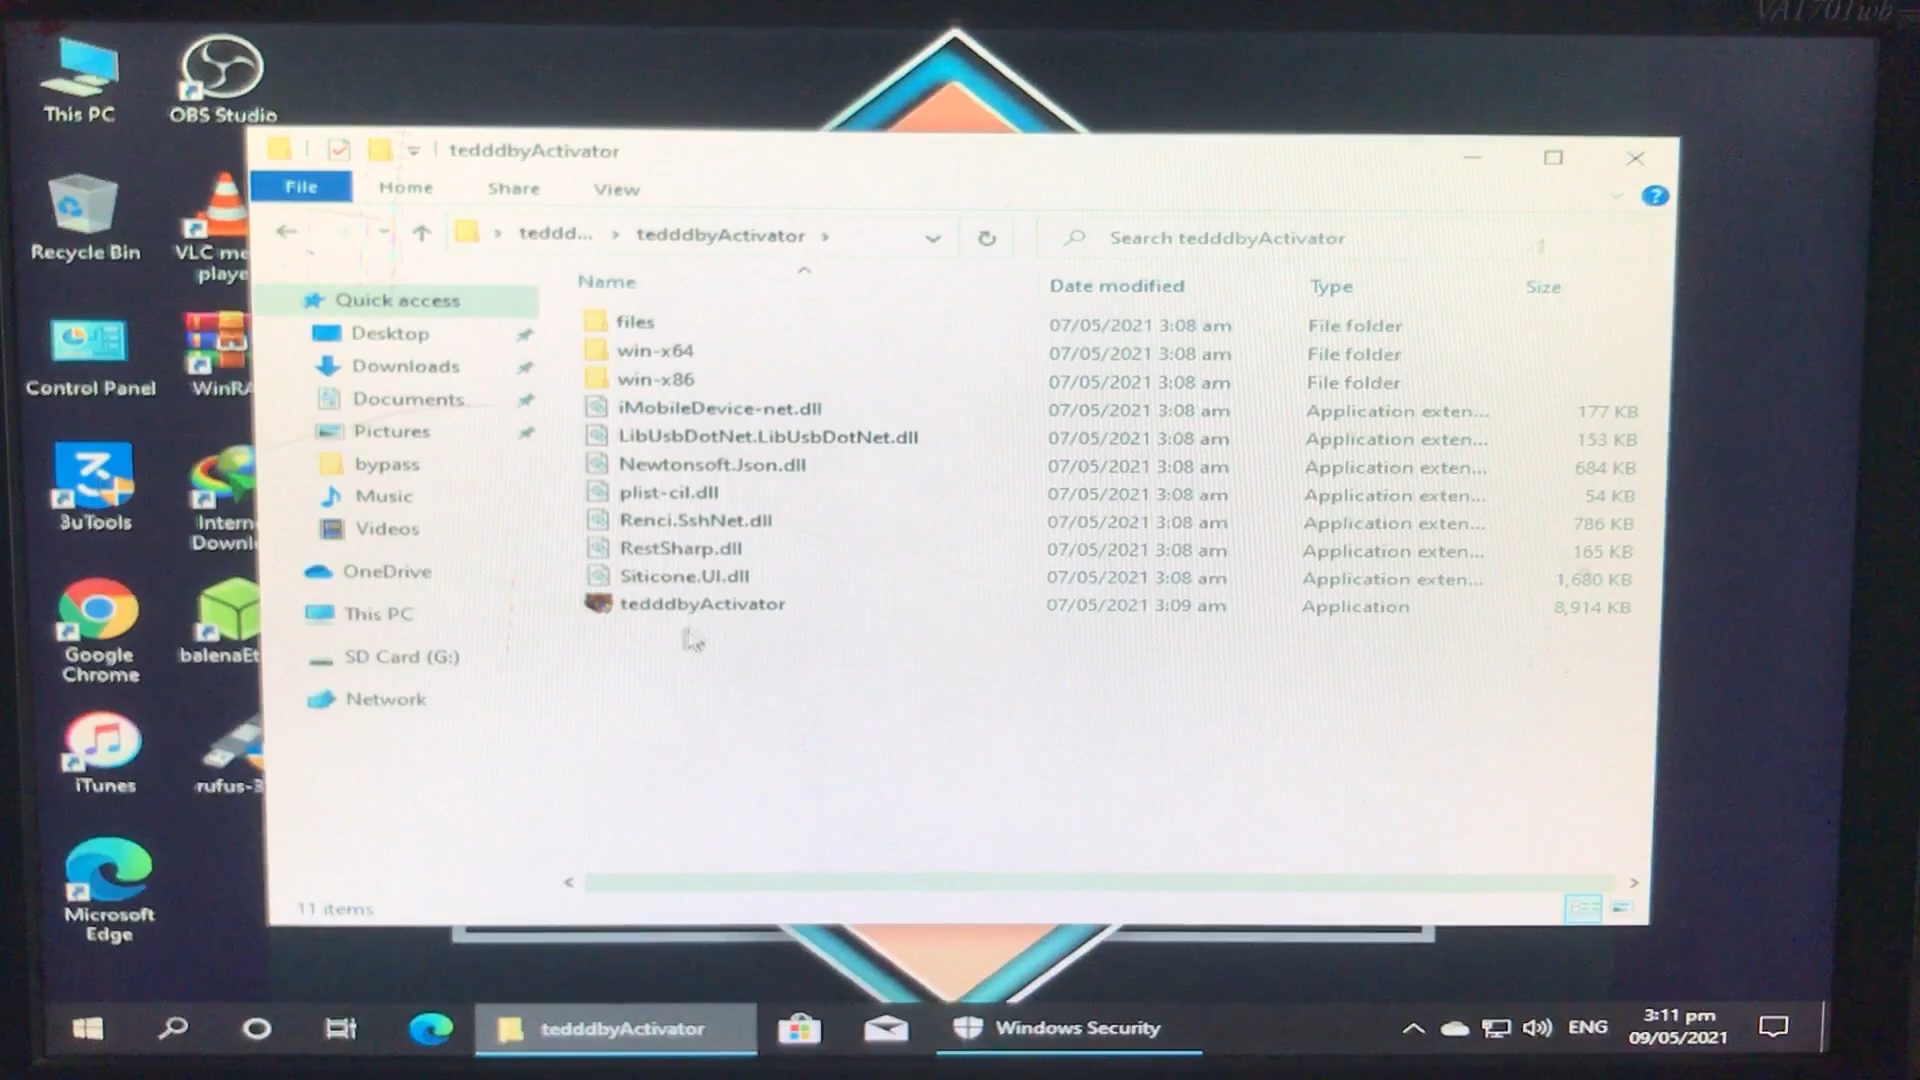 VA1701wb
This PC
OBS Studio
Recycle Bin
VLC me
playe
Control Panel
WinRA
3uTools
Intern
Downl
Google
Chrome
balenaEt
iTunes
rufus-3
Microsoft
Edge
tedddbyActivator
File
Home
Share
View
teddd...
tedddbyActivator
Search tedddbyActivator
Name
Date modified
Type
Size
Quick access
Desktop
Downloads
Documents
Pictures
bypass
Music
Videos
OneDrive
This PC
SD Card (G:)
Network
files 07/05/2021 3:08 am File folder
win-x64 07/05/2021 3:08 am File folder
win-x86 07/05/2021 3:08 am File folder
iMobileDevice-net.dll 07/05/2021 3:08 am Application exten... 177 KB
LibUsbDotNet.LibUsbDotNet.dll 07/05/2021 3:08 am Application exten... 153 KB
Newtonsoft.Json.dll 07/05/2021 3:08 am Application exten... 684 KB
plist-cil.dll 07/05/2021 3:08 am Application exten... 54 KB
Renci.SshNet.dll 07/05/2021 3:08 am Application exten... 786 KB
RestSharp.dll 07/05/2021 3:08 am Application exten... 165 KB
Siticone.UI.dll 07/05/2021 3:08 am Application exten... 1,680 KB
tedddbyActivator 07/05/2021 3:09 am Application 8,914 KB
11 items
tedddbyActivator
Windows Security
ENG
3:11 pm
09/05/2021